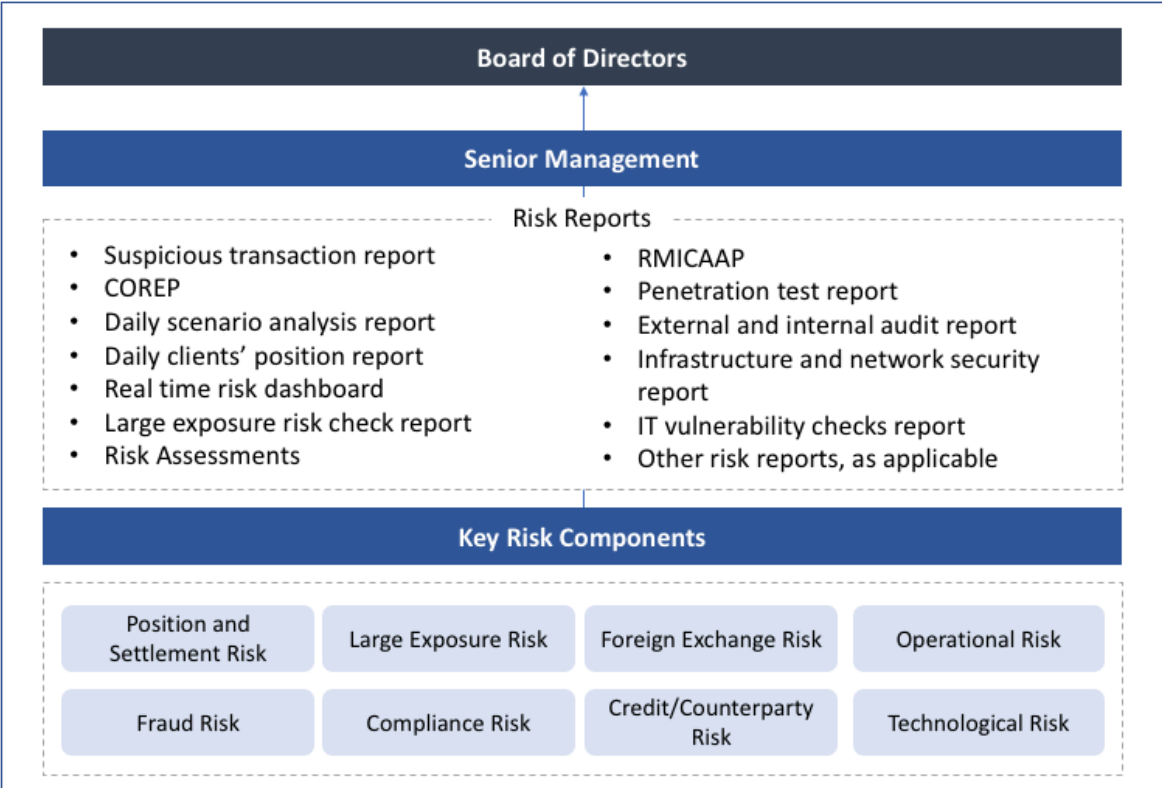 Board of Directors
Senior Management
Risk Reports
• Suspicious transaction report
• COREP
• Daily scenario analysis report
• Daily clients’ position report
• Real time risk dashboard
• Large exposure risk check report
• Risk Assessments
• RMICAAP
• Penetration test report
• External and internal audit report
• Infrastructure and network security
report
• IT vulnerability checks report
• Other risk reports, as applicable
Key Risk Components
Position and
Settlement Risk
Large Exposure Risk
Foreign Exchange Risk
Operational Risk
Fraud Risk
Compliance Risk
Credit/Counterparty
Risk
Technological Risk